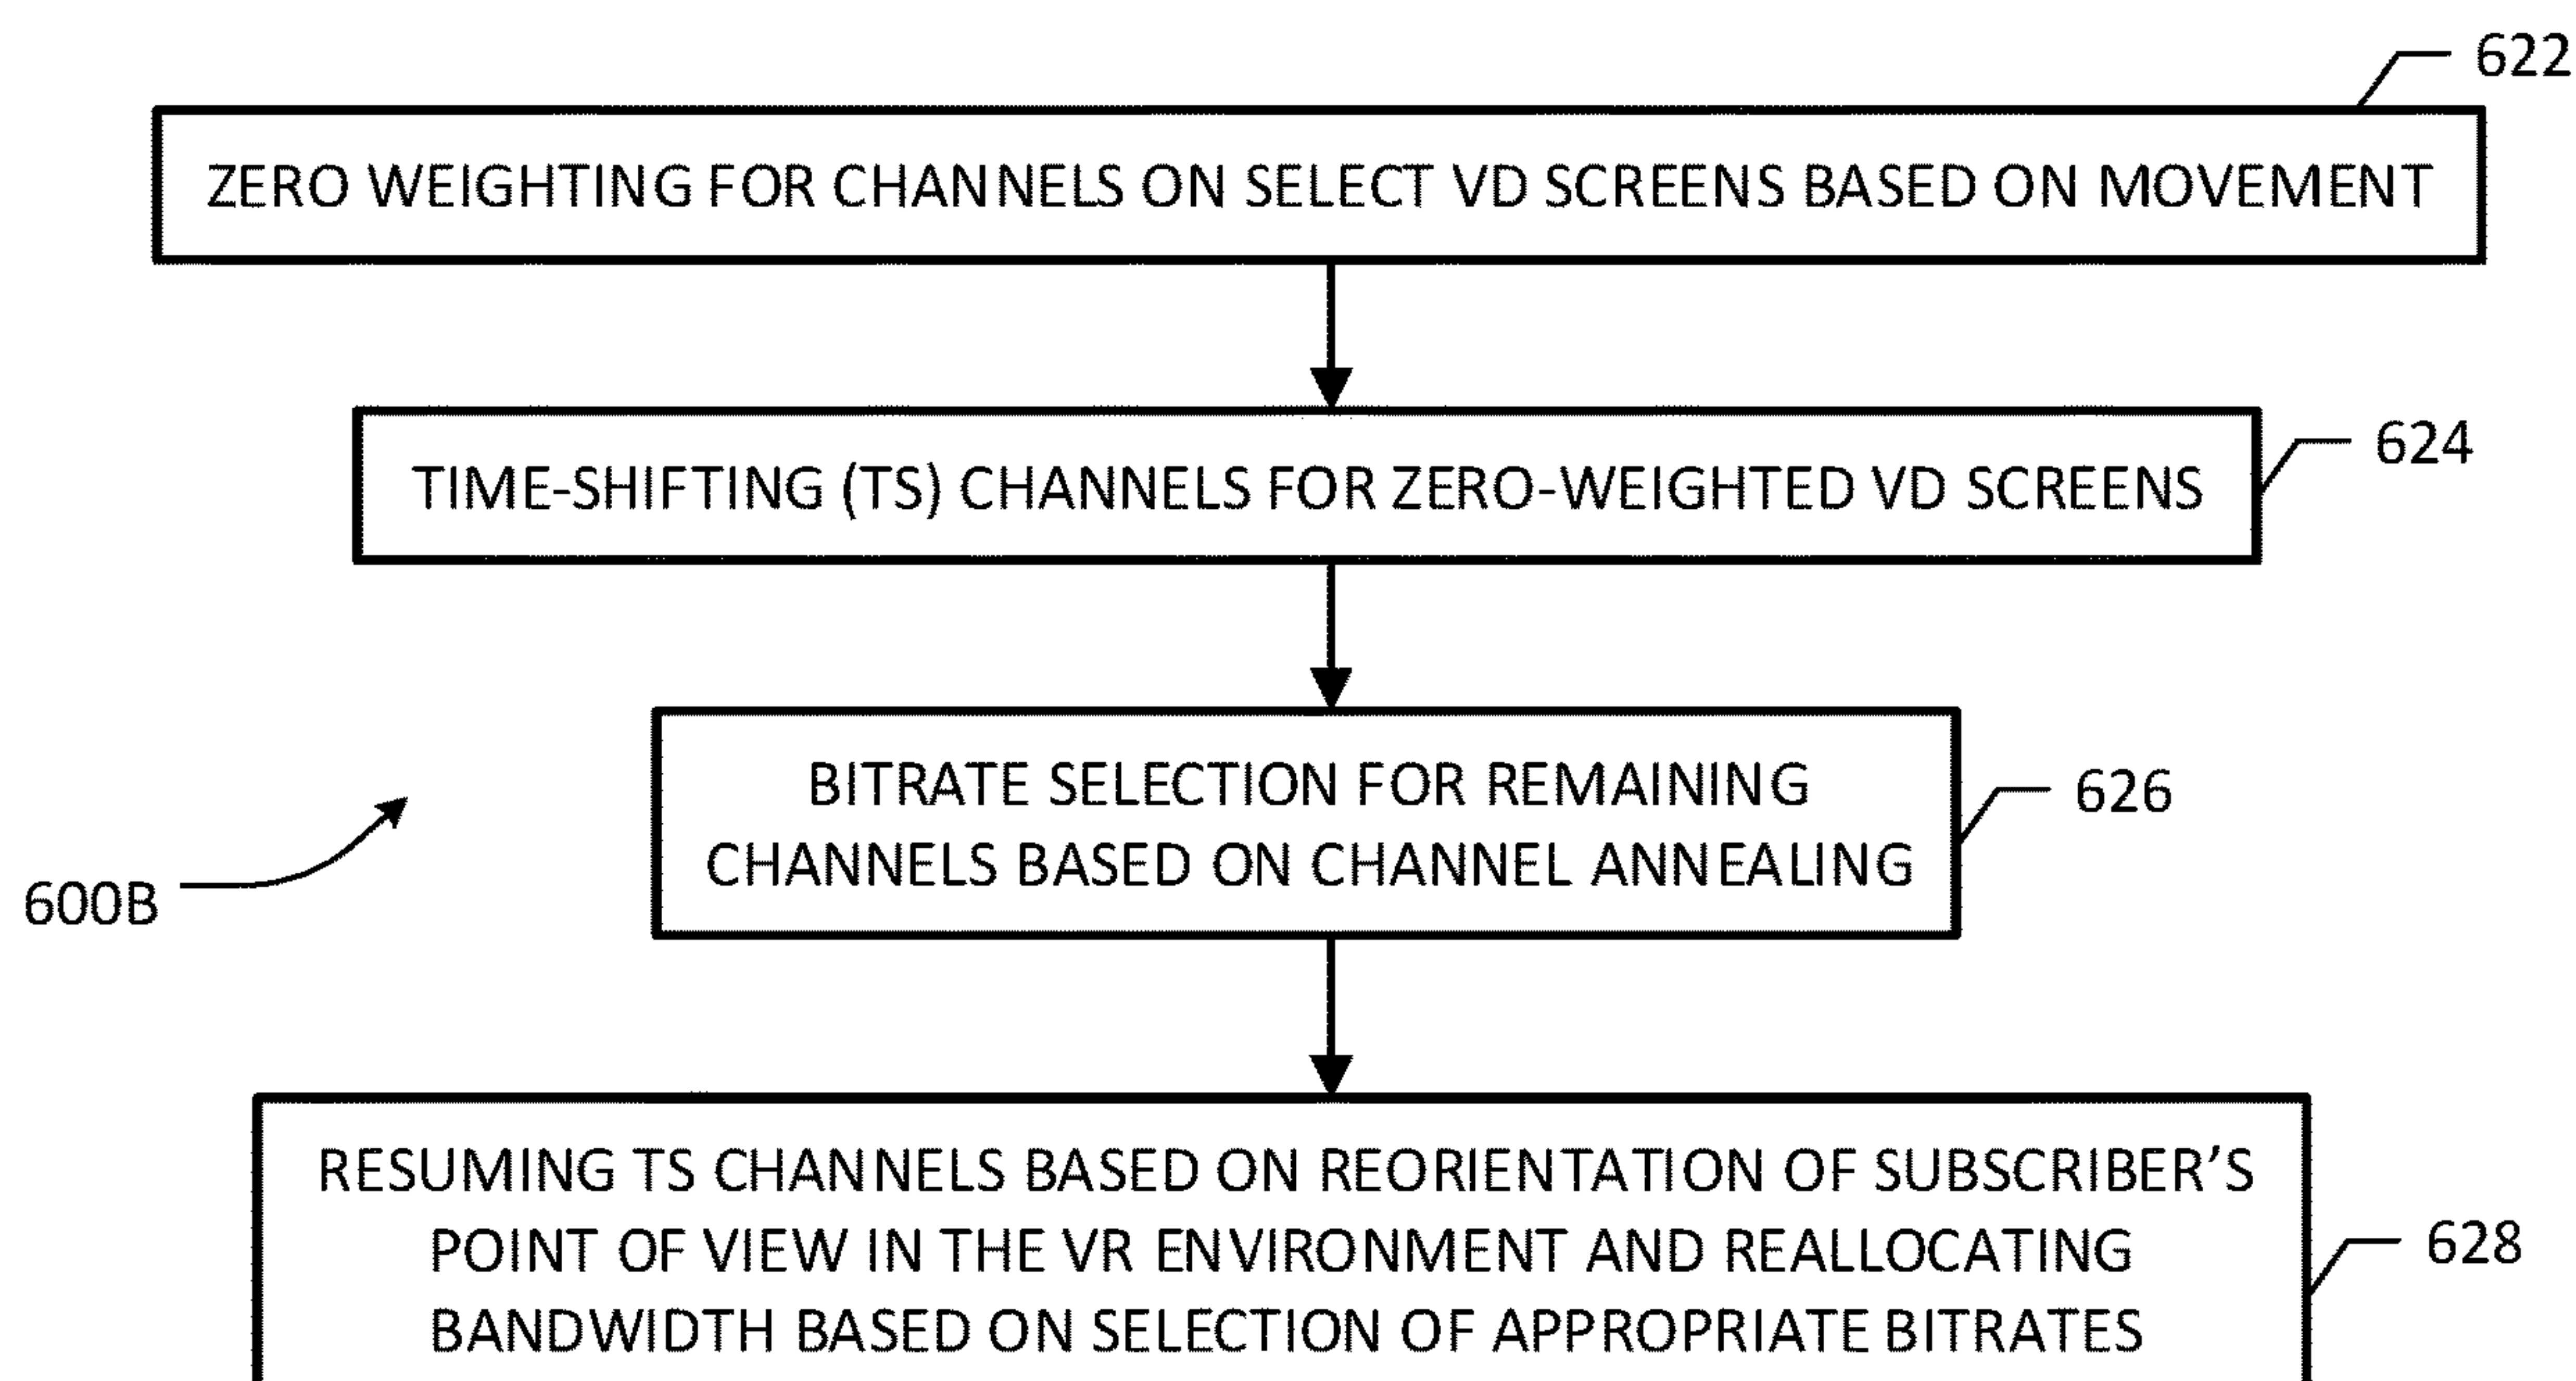 622
ZERO WEIGHTING FOR CHANNELS ON SELECT VD SCREENS BASED ON MOVEMENT
624
TIME-SHIFTING (TS) CHANNELS FOR ZERO-WEIGHTED VD SCREENS
626
BITRATE SELECTION FOR REMAINING
CHANNELS BASED ON CHANNEL ANNEALING
600B
RESUMING TS CHANNELS BASED ON REORIENTATION OF SUBSCRIBER’S
POINT OF VIEW IN THE VR ENVIRONMENT AND REALLOCATING
BANDWIDTH BASED ON SELECTION OF APPROPRIATE BITRATES
628